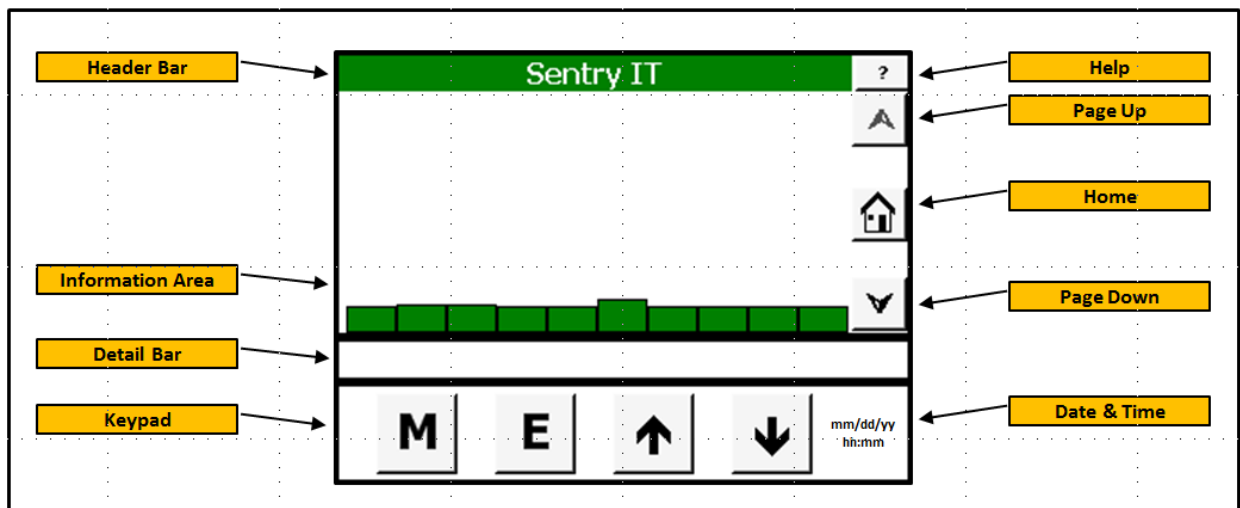 Header Bar
Sentry IT
?
Help
Page Up
Home
Information Area
Page Down
Detail Bar
Keypad
M
E
mm/dd/yy
hh:mm
Date & Time